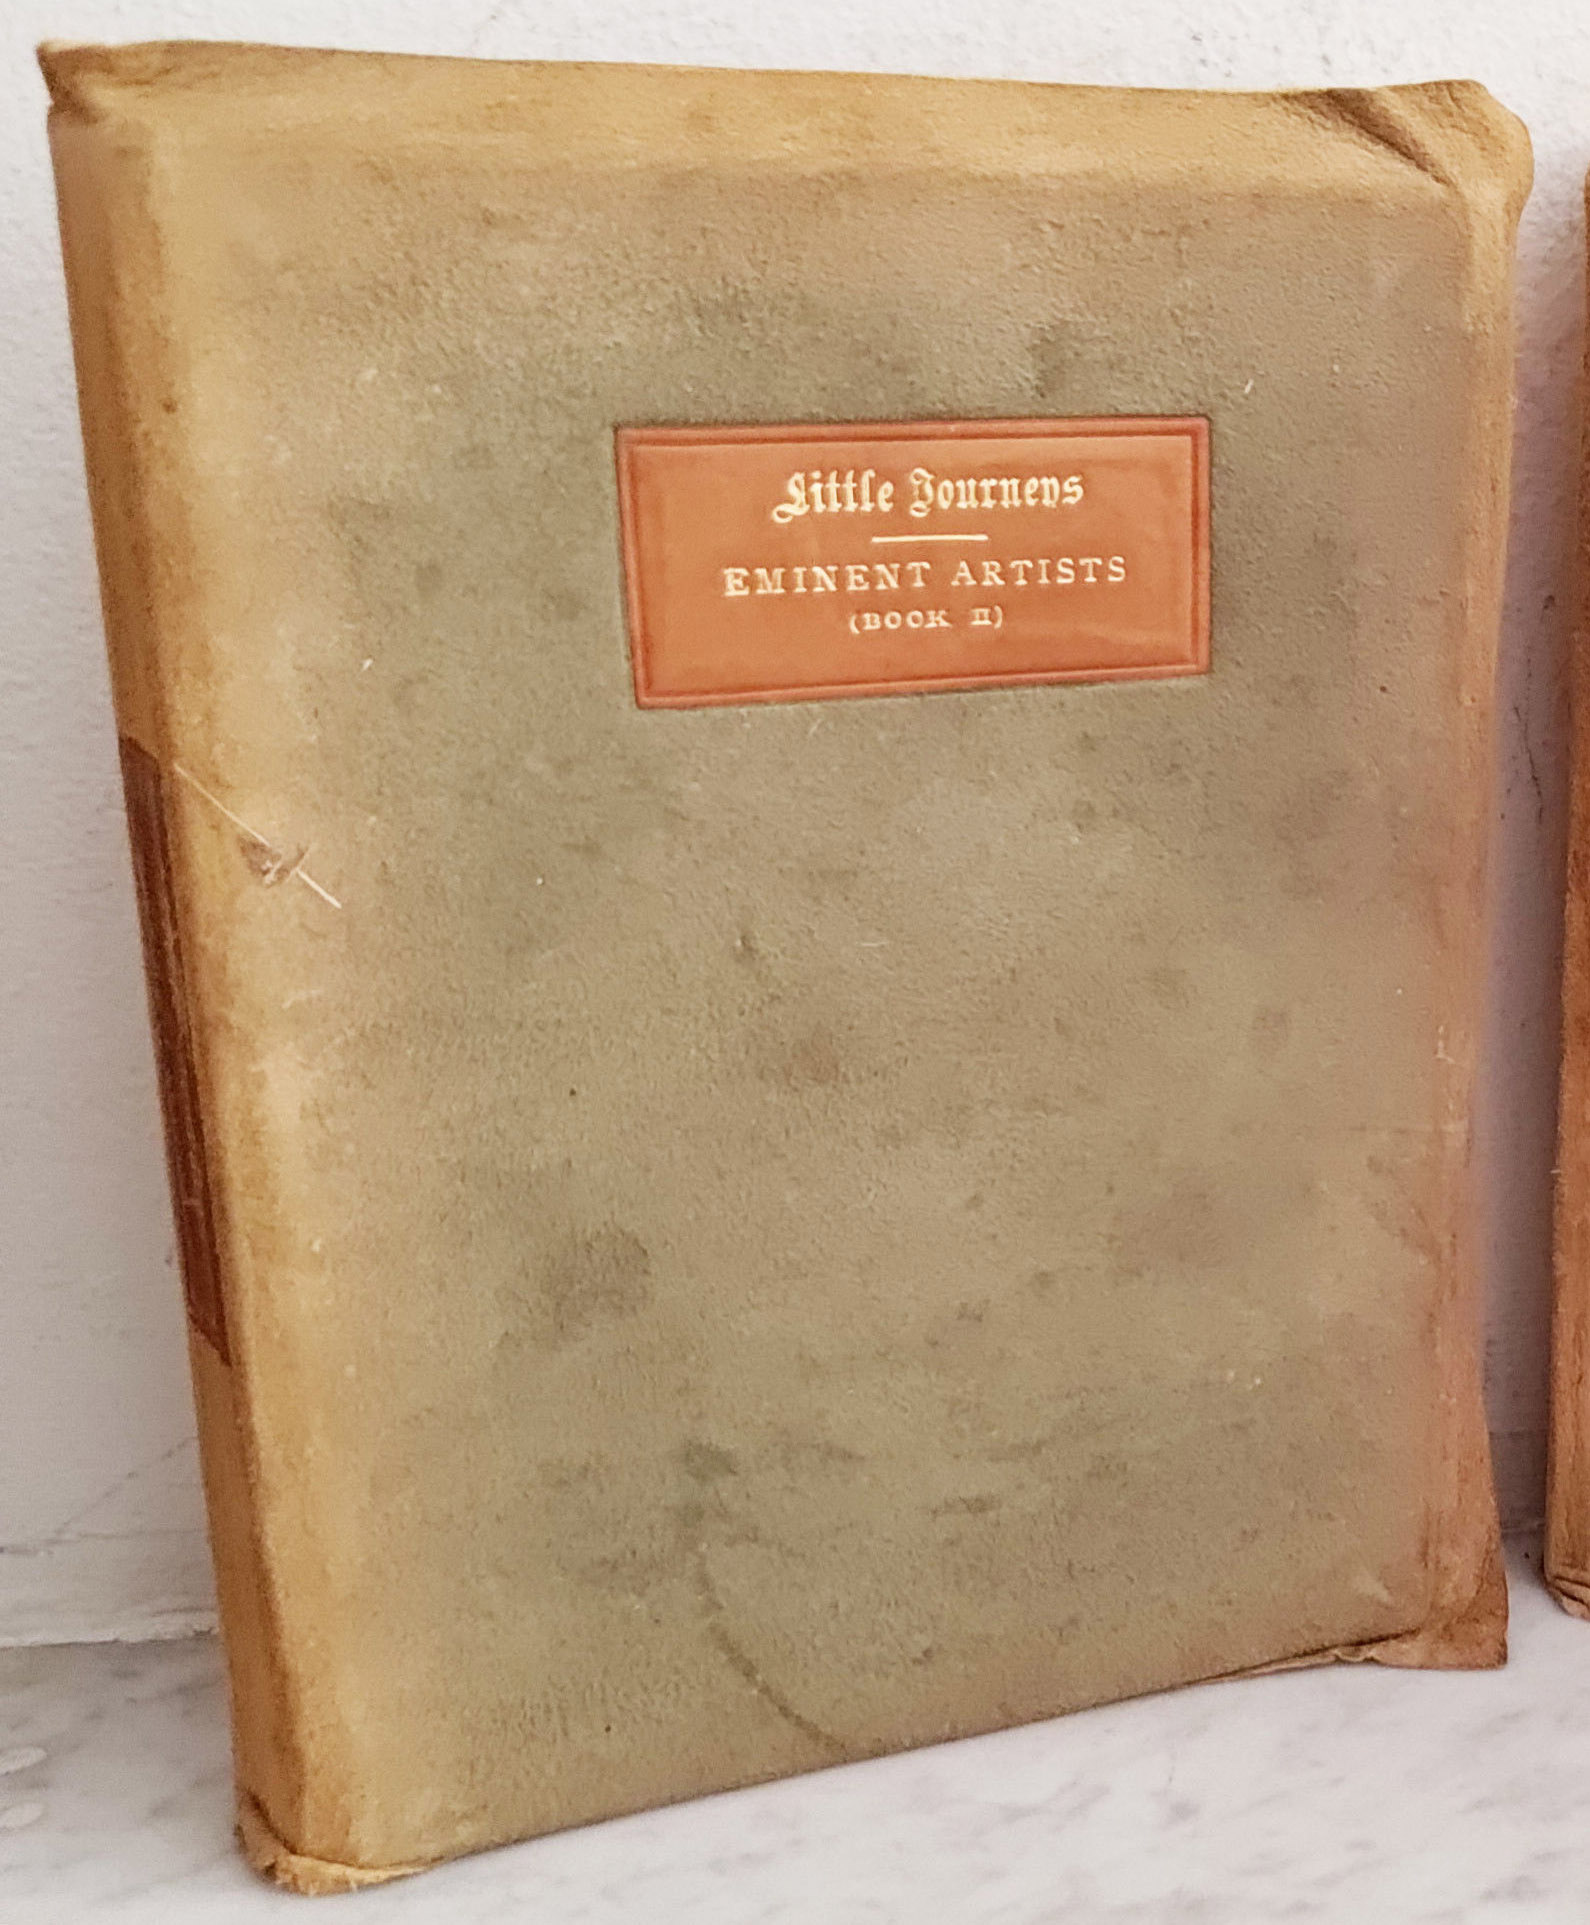 Little Journeys
EMINENT ARTISTS
(BOOK II)